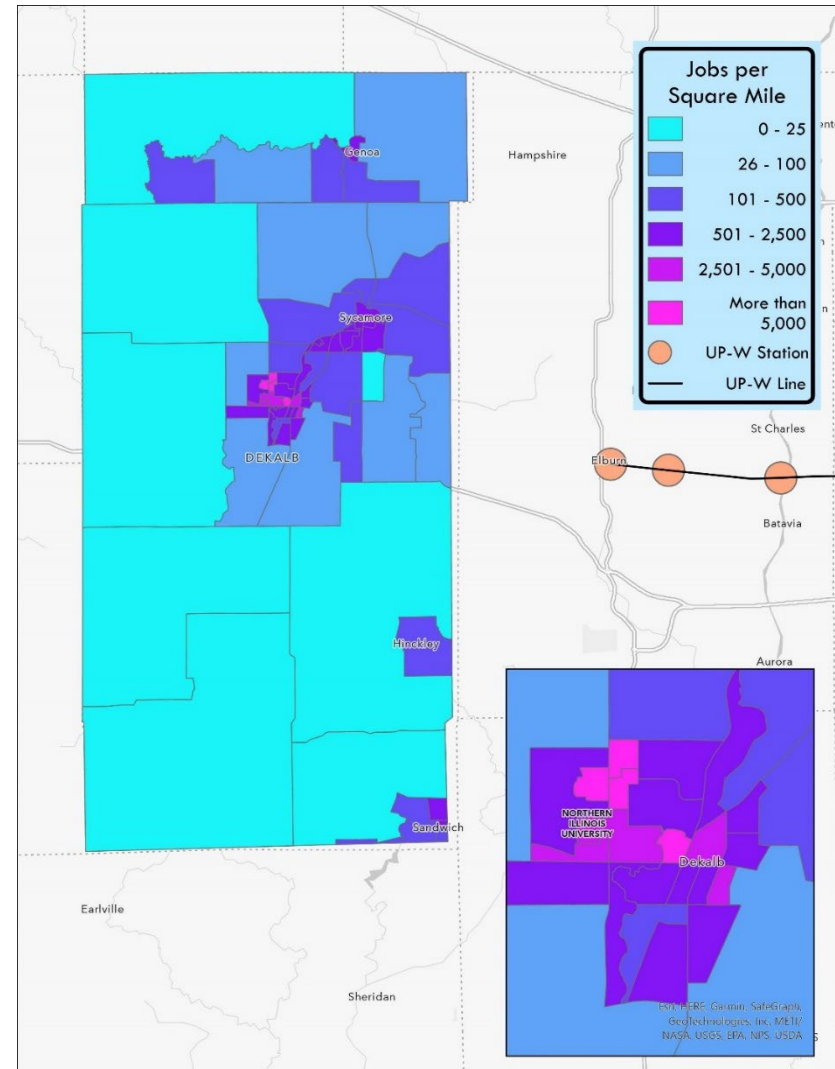 Jobs per
Square Mile
0 - 25
26 - 100
101 - 500
501 - 2,500
2,501 - 5,000
More than
5,000
UP-W Station
UP-W Line
Genoa
Hampshire
Sycamore
St Charles
DEKALB
Elburn
Batavia
Hinckley
Aurora
Sandwich
NORTHERN
ILLINOIS
UNIVERSITY
Dekalb
Earlville
Sheridan
Esri, HERE, Garmin, SafeGraph,
GeoTechnologies, Inc, METI/
NASA, USGS, EPA, NPS, USDA